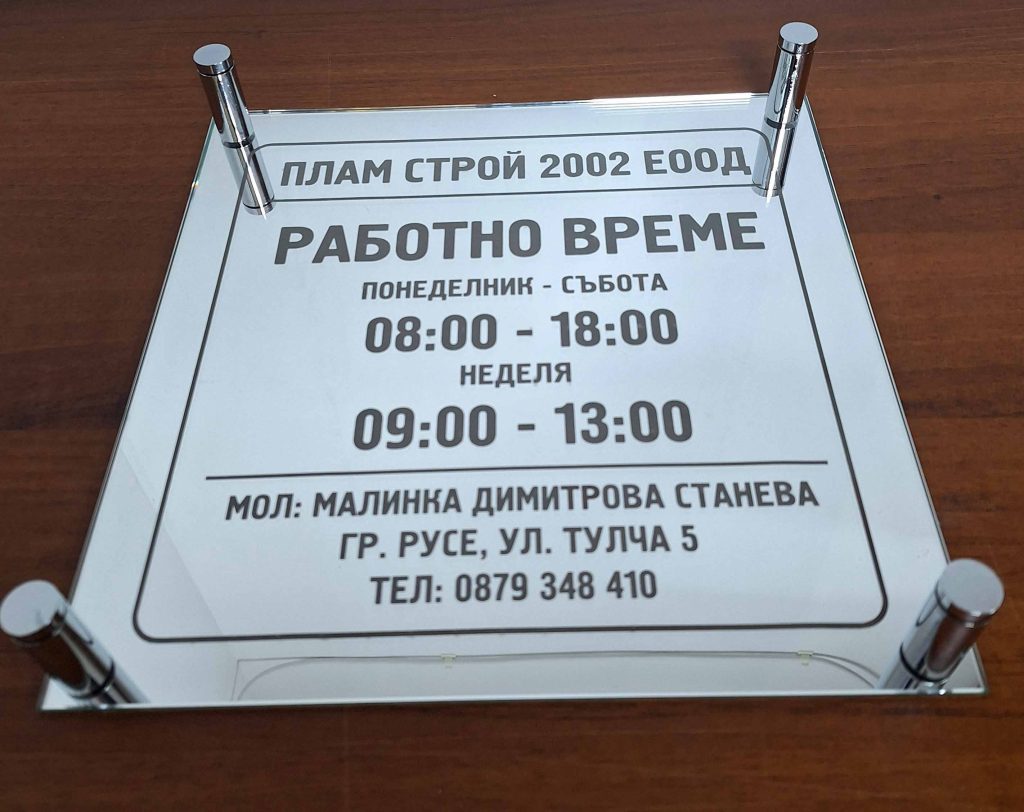 ПЛАМ СТРОЙ 2002 ЕООД
РАБОТНО ВРЕМЕ
ПОНЕДЕЛНИК - СЪБОТА
08:00 - 18:00
НЕДЕЛЯ
09:00 - 13:00
МОЛ: МАЛИНКА ДИМИТРОВА СТАНЕВА
ГР. РУСЕ, УЛ. ТУЛЧА 5
ТЕЛ: 0879 348 410